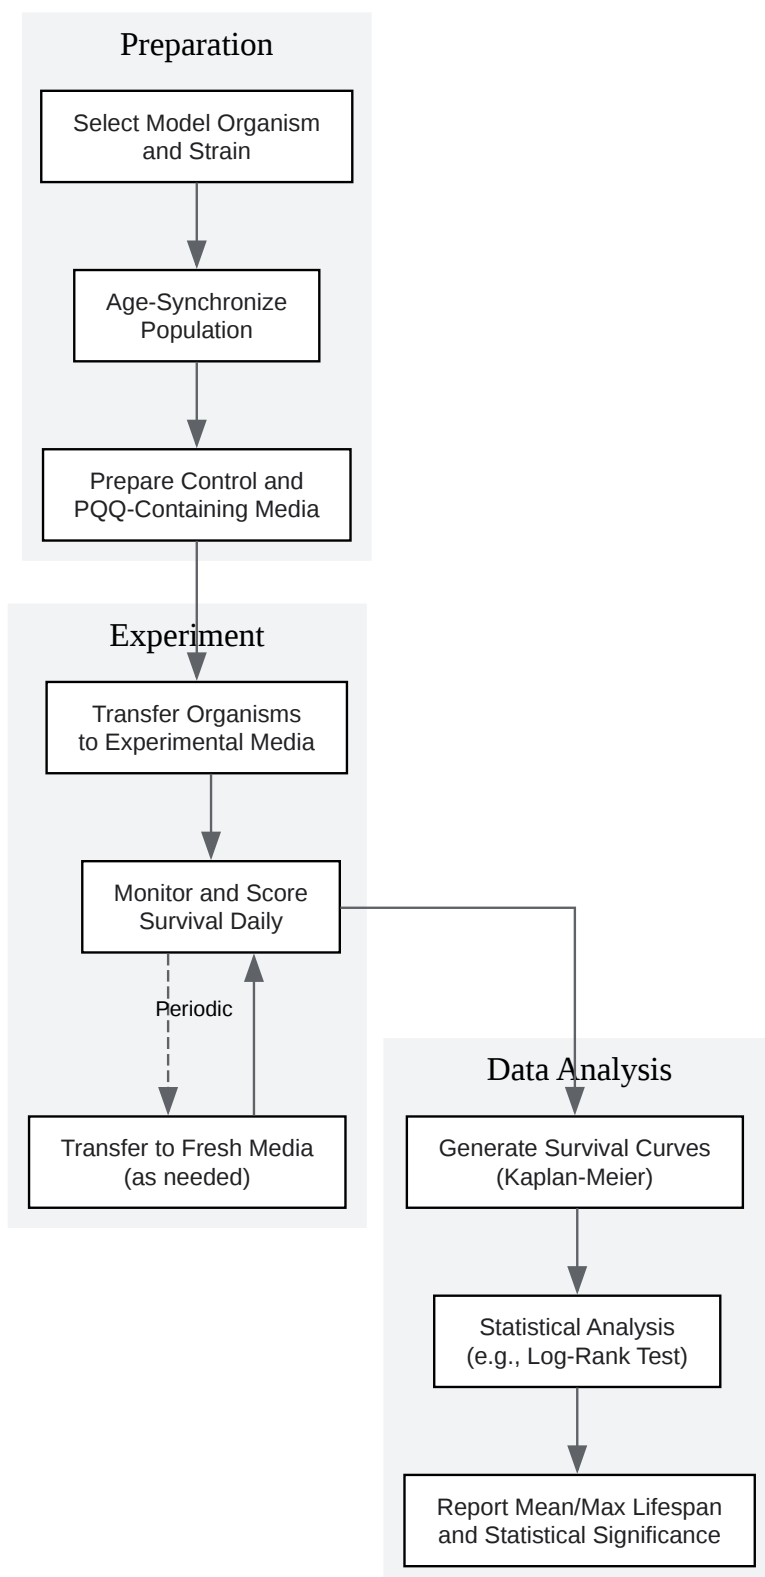 Preparation
Select Model Organism
and Strain
Age-Synchronize
Population
Prepare Control and
PQQ-Containing Media
Experiment
Transfer Organisms
to Experimental Media
Monitor and Score
Survival Daily
Periodic
Transfer to Fresh Media
(as needed)
Data Analysis
Generate Survival Curves
(Kaplan-Meier)
Statistical Analysis
(e.g., Log-Rank Test)
Report Mean/Max Lifespan
and Statistical Significance